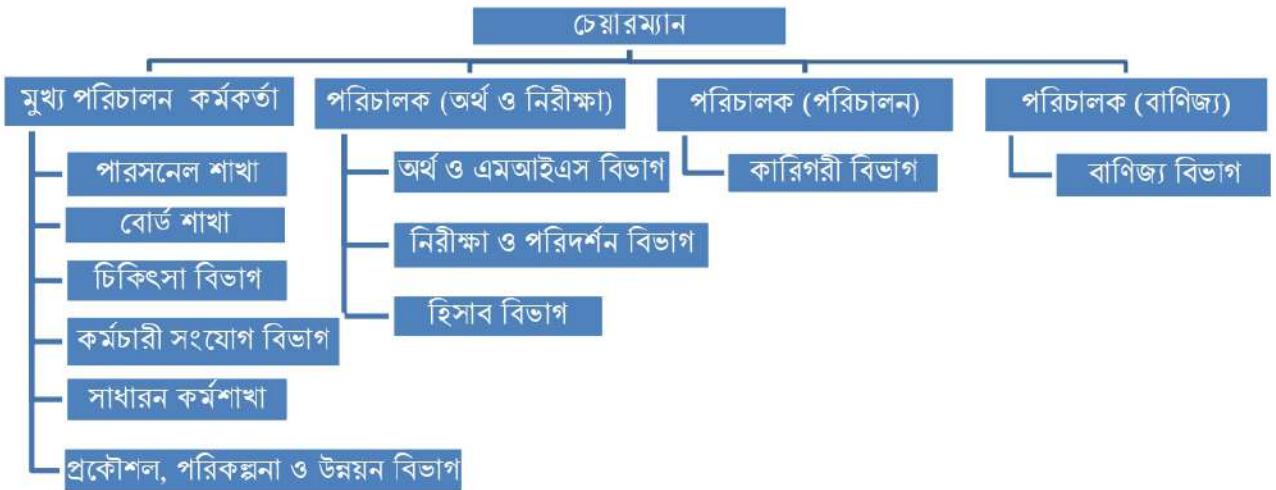 চেয়ারম্যান
মুখ্য পরিচালন কর্মকর্তা
পারসনেল শাখা
বোর্ড শাখা
চিকিৎসা বিভাগ
কর্মচারী সংযোগ বিভাগ
সাধারন কর্মশাখা
প্রকৌশল, পরিকল্পনা ও উন্নয়ন বিভাগ
পরিচালক (অর্থ ও নিরীক্ষা)
অর্থ ও এমআইএস বিভাগ
নিরীক্ষা ও পরিদর্শন বিভাগ
হিসাব বিভাগ
পরিচালক (পরিচালন)
কারিগরী বিভাগ
পরিচালক (বাণিজ্য)
বাণিজ্য বিভাগ